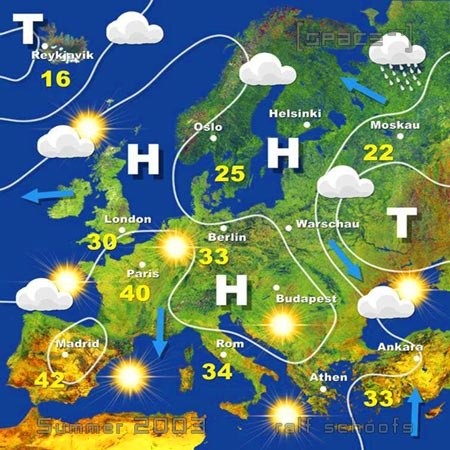 T
[space?]
Reykjavik
16
Helsinki
Oslo
Moskau
H
H
22
25
London
T
30
Berlin
Warschau
33
Paris
40
H
Budapest
Madrid
Rom
Ankara
42
34
Athen
33
Summer 2003
ralf schoofs